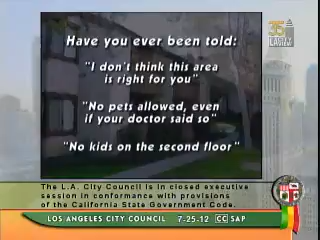 Have you ever been told:
"I don't think this area
is right for you"
"No pets allowed, even
if your doctor said so"
"No kids on the second floor"
The L.A. City Council is in closed executive
session in conformance with provisions
of the California State Government Code.
LOS ANGELES CITY COUNCIL 7-25-12 CC SAP
35